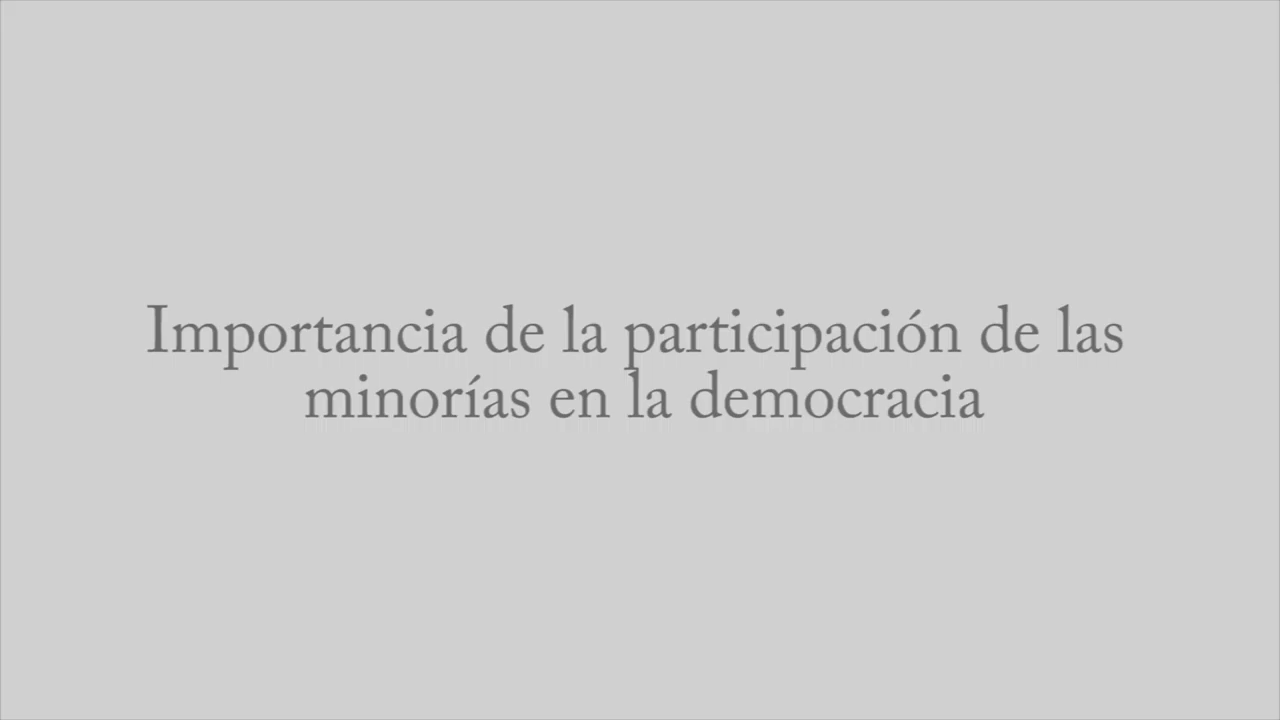 Importancia de la participación de las
minorías en la democracia